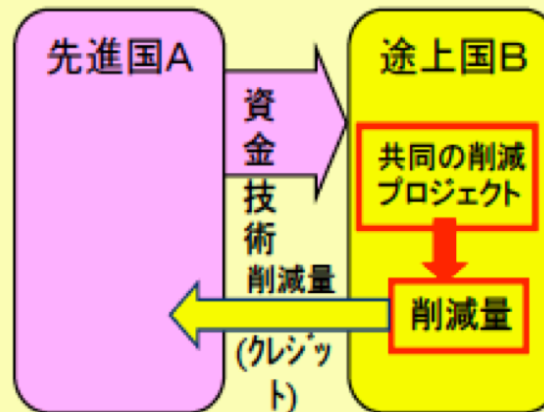 先進国A
資
金
技
術
削減量
(クレジッ
ト)
途上国B
共同の削減
プロジェクト
削減量